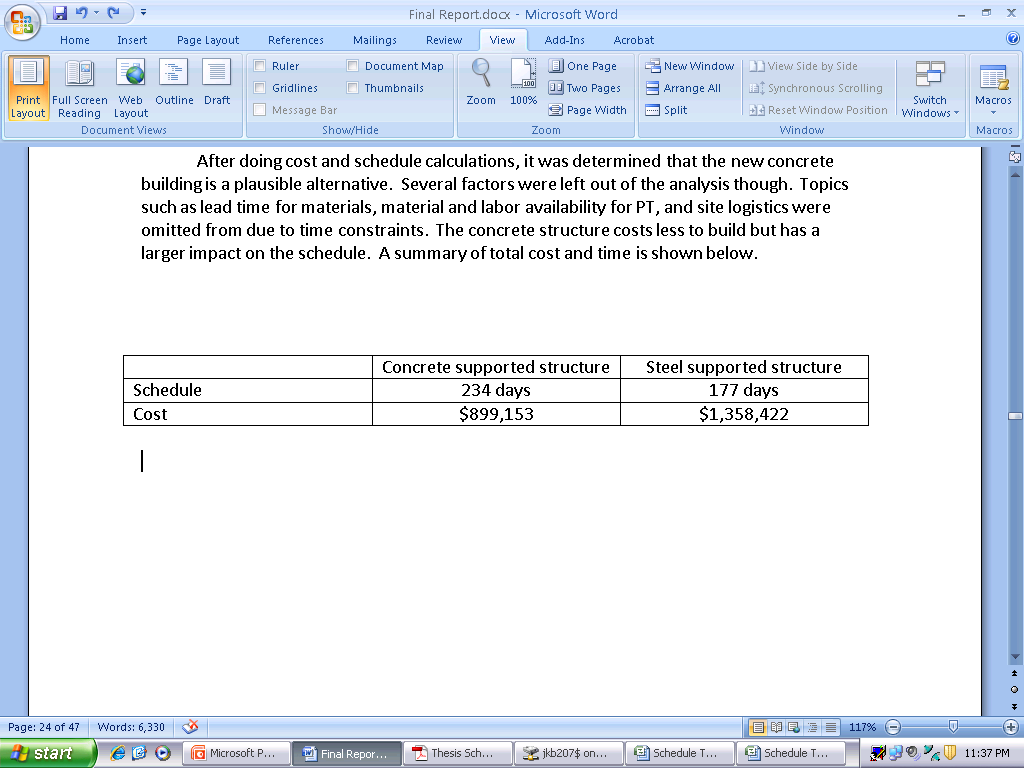 Final Report.docx - Microsoft Word
Home Insert Page Layout References Mailings Review View Add-Ins Acrobat
Print Layout
Full Screen Reading
Web Layout
Outline
Draft
Document Views
Ruler
Gridlines
Message Bar
Document Map
Thumbnails
Show/Hide
Zoom
100%
One Page
Two Pages
Page Width
Zoom
New Window
Arrange All
Split
View Side by Side
Synchronous Scrolling
Reset Window Position
Switch Windows
Window
Macros
Macros
After doing cost and schedule calculations, it was determined that the new concrete
building is a plausible alternative. Several factors were left out of the analysis though. Topics
such as lead time for materials, material and labor availability for PT, and site logistics were
omitted from due to time constraints. The concrete structure costs less to build but has a
larger impact on the schedule. A summary of total cost and time is shown below.
Concrete supported structure Steel supported structure
Schedule 234 days 177 days
Cost $899,153 $1,358,422
Page: 24 of 47 Words: 6,330 117%
start Microsoft P... Final Repor... Thesis Sch... jkb207$ on... Schedule T... Schedule T... 11:37 PM